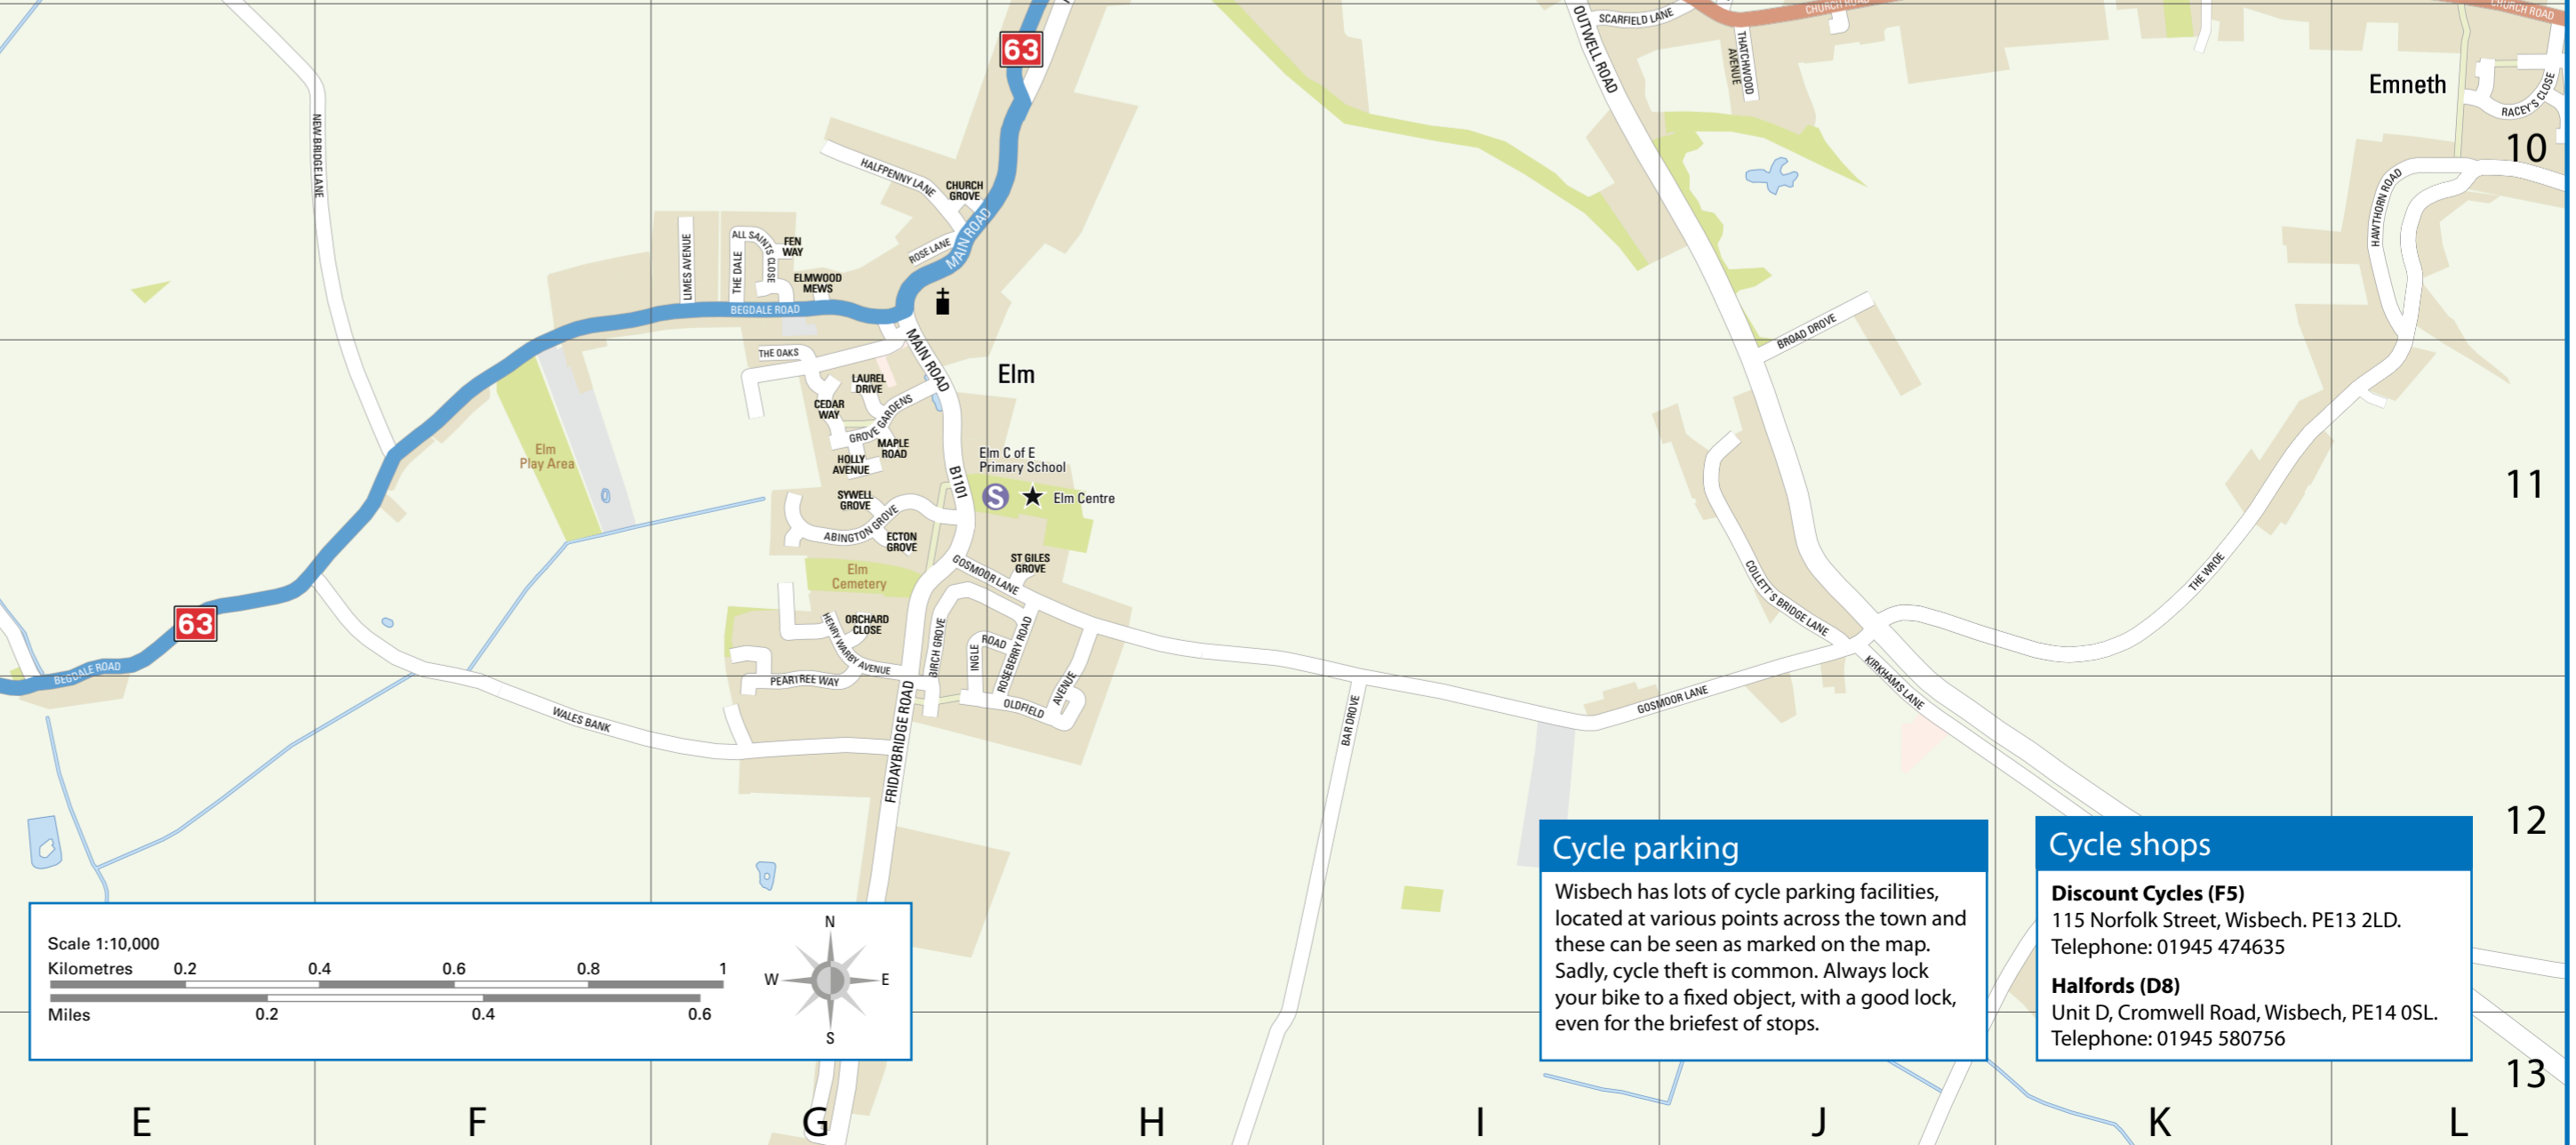 CHURCH ROAD
CHURCH ROAD
SCARFIELD LANE
OUTWELL ROAD
THATCHWOOD
AVENUE
63
Emneth
RACEY'S CLOSE
10
NEW BRIDGE LANE
HALFPENNY LANE
CHURCH
GROVE
MAIN ROAD
ROSE LANE
HAWTHORN ROAD
LIMES AVENUE
THE DALE
ALL SAINTS CLOSE
FEN
WAY
ELMWOOD
MEWS
BEGDALE ROAD
BROAD DROVE
THE OAKS
MAIN ROAD
Elm
LAUREL
DRIVE
CEDAR
WAY
GROVE GARDENS
MAPLE
ROAD
HOLLY
AVENUE
Elm
Play Area
B1101
Elm C of E
Primary School
S
Elm Centre
11
SYWELL
GROVE
ABINGTON GROVE
ECTON
GROVE
Elm
Cemetery
GOSMOOR LANE
ST GILES
GROVE
COLLETT'S BRIDGE LANE
THE WROE
63
BEGDALE ROAD
HENRY WARBY AVENUE
ORCHARD
CLOSE
BIRCH GROVE
INGLE
ROAD
ROSEBERRY ROAD
PEARTREE WAY
OLDFIELD
AVENUE
KIRKHAMS LANE
GOSMOOR LANE
BAR DROVE
WALES BANK
FRIDAYBRIDGE ROAD
12
Cycle parking
Wisbech has lots of cycle parking facilities,
located at various points across the town and
these can be seen as marked on the map.
Sadly, cycle theft is common. Always lock
your bike to a fixed object, with a good lock,
even for the briefest of stops.
Cycle shops
Discount Cycles (F5)
115 Norfolk Street, Wisbech. PE13 2LD.
Telephone: 01945 474635
Halfords (D8)
Unit D, Cromwell Road, Wisbech, PE14 0SL.
Telephone: 01945 580756
Scale 1:10,000
Kilometres 0.2 0.4 0.6 0.8 1
Miles 0.2 0.4 0.6
N
W E
S
13
E F G H I J K L